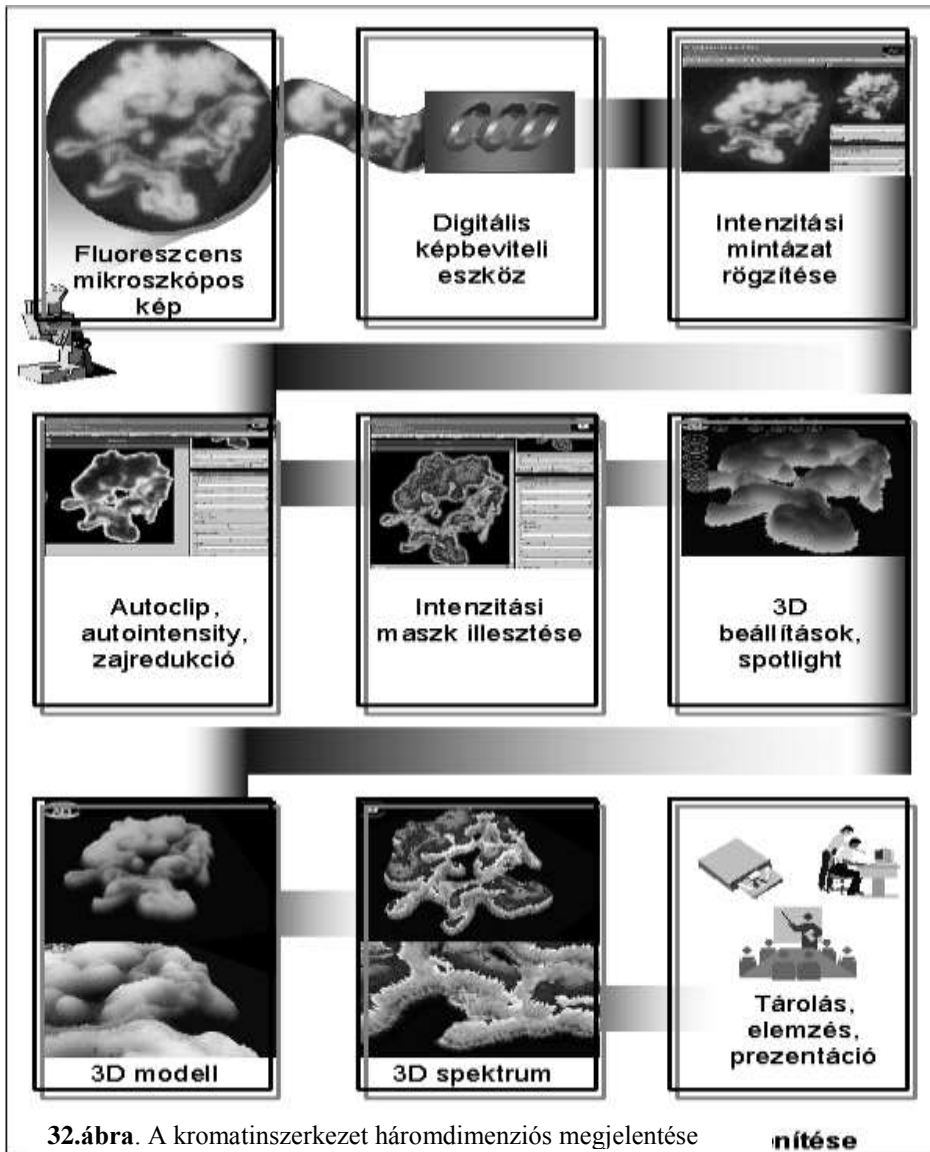 CCD
Fluoreszcens
mikroszkópos
kép
Digitális
képbeviteli
eszköz
Intenzitási
mintázat
rögzítése
Autoclip,
autointensity,
zajredukció
Intenzitási
maszk illesztése
3D
beállítások,
spotlight
3D modell
3D spektrum
Tárolás,
elemzés,
prezentáció
32.ábra. A kromatinszerkezet háromdimenziós megjelentése
nítése